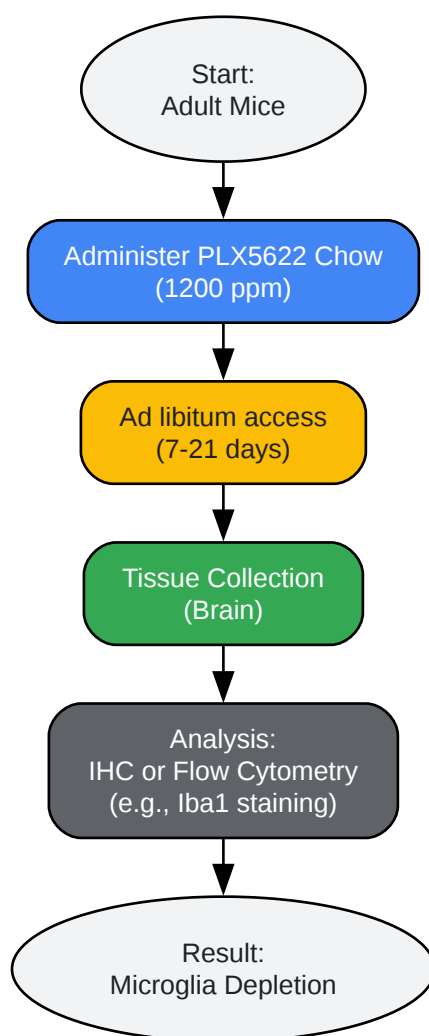 Start:
Adult Mice
Administer PLX5622 Chow
(1200 ppm)
Ad libitum access
(7-21 days)
Tissue Collection
(Brain)
Analysis:
IHC or Flow Cytometry
(e.g., Iba1 staining)
Result:
Microglia Depletion